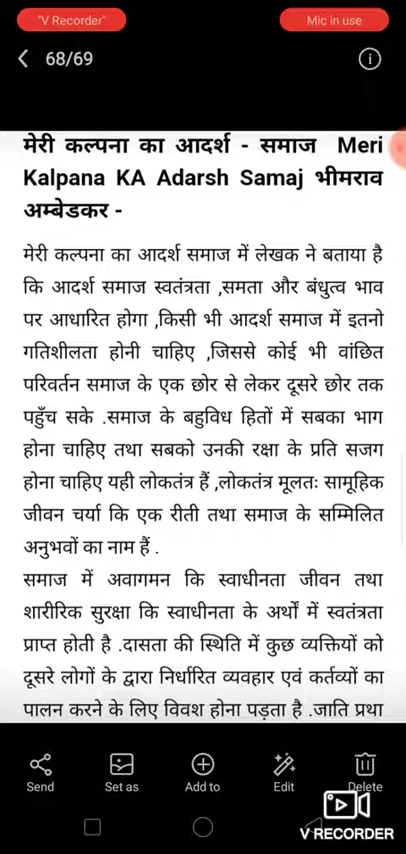 "V Recorder"
Mic in use
68/69
मेरी कल्पना का आदर्श - समाज Meri
Kalpana KA Adarsh Samaj भीमराव
अम्बेडकर -
मेरी कल्पना का आदर्श समाज में लेखक ने बताया है
कि आदर्श समाज स्वतंत्रता ,समता और बंधुत्व भाव
पर आधारित होगा ,किसी भी आदर्श समाज में इतनो
गतिशीलता होनी चाहिए ,जिससे कोई भी वांछित
परिवर्तन समाज के एक छोर से लेकर दूसरे छोर तक
पहुँच सके .समाज के बहुविध हितों में सबका भाग
होना चाहिए तथा सबको उनकी रक्षा के प्रति सजग
होना चाहिए यही लोकतंत्र हैं ,लोकतंत्र मूलतः सामूहिक
जीवन चर्या कि एक रीती तथा समाज के सम्मिलित
अनुभवों का नाम हैं .
समाज में अवागमन कि स्वाधीनता जीवन तथा
शारीरिक सुरक्षा कि स्वाधीनता के अर्थों में स्वतंत्रता
प्राप्त होती है .दासता की स्थिति में कुछ व्यक्तियों को
दूसरे लोगों के द्वारा निर्धारित व्यवहार एवं कर्तव्यों का
पालन करने के लिए विवश होना पड़ता है .जाति प्रथा
Send
Set as
Add to
Edit
Delete
V RECORDER